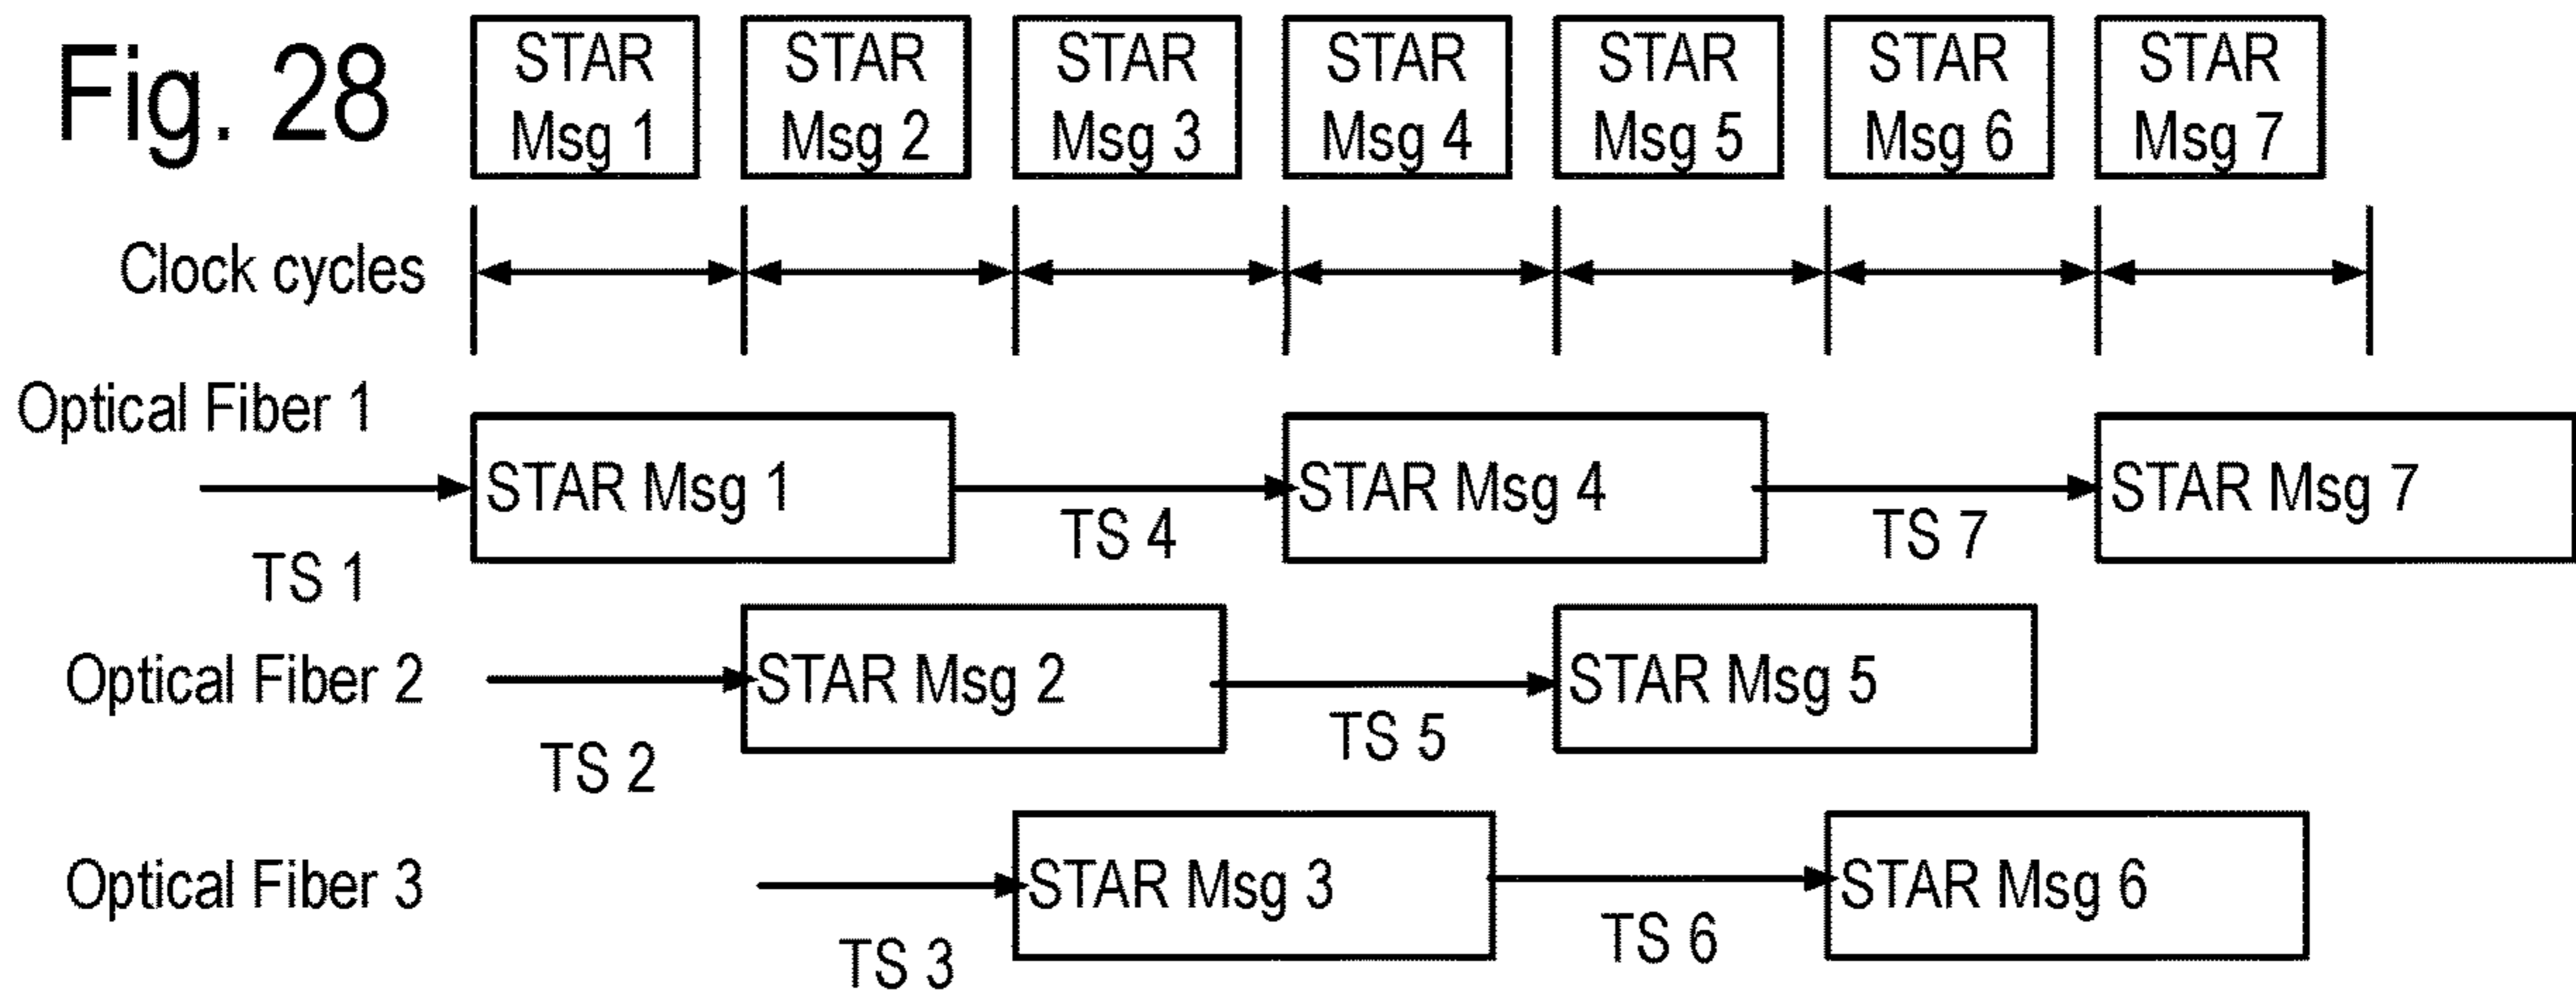 Fig. 28
STAR
Msg 1
STAR
Msg 2
STAR
Msg 3
STAR
Msg 4
STAR
Msg 5
STAR
Msg 6
STAR
Msg 7
Clock cycles
Optical Fiber 1
STAR Msg 1
STAR Msg 4
STAR Msg 7
TS 1
TS 4
TS 7
Optical Fiber 2
STAR Msg 2
STAR Msg 5
TS 2
TS 5
Optical Fiber 3
STAR Msg 3
STAR Msg 6
TS 3
TS 6